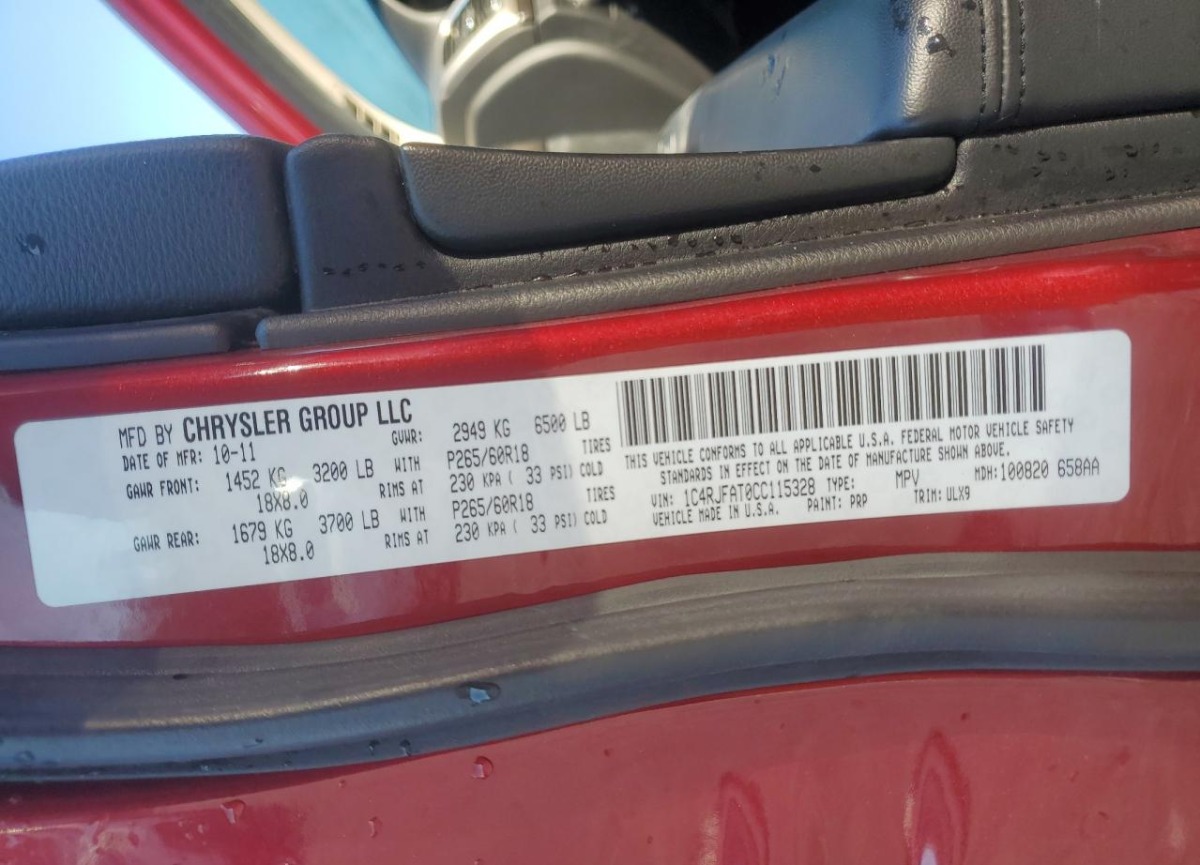 MFD BY CHRYSLER GROUP LLC
DATE OF MFR: 10-11 GVWR: 2949 KG 6500 LB
GAWR FRONT: 1452 KG 3200 LB WITH P265/60R18 TIRES
18X8.0 RIMS AT 230 KPA ( 33 PSI) COLD
GAWR REAR: 1679 KG 3700 LB WITH P265/60R18 TIRES
18X8.0 RIMS AT 230 KPA ( 33 PSI) COLD
THIS VEHICLE CONFORMS TO ALL APPLICABLE U.S.A. FEDERAL MOTOR VEHICLE SAFETY
STANDARDS IN EFFECT ON THE DATE OF MANUFACTURE SHOWN ABOVE.
VIN: 1C4RJFAT0CC115328 TYPE: MPV MDH:100820 658AA
VEHICLE MADE IN U.S.A. PAINT: PRP TRIM: ULX9